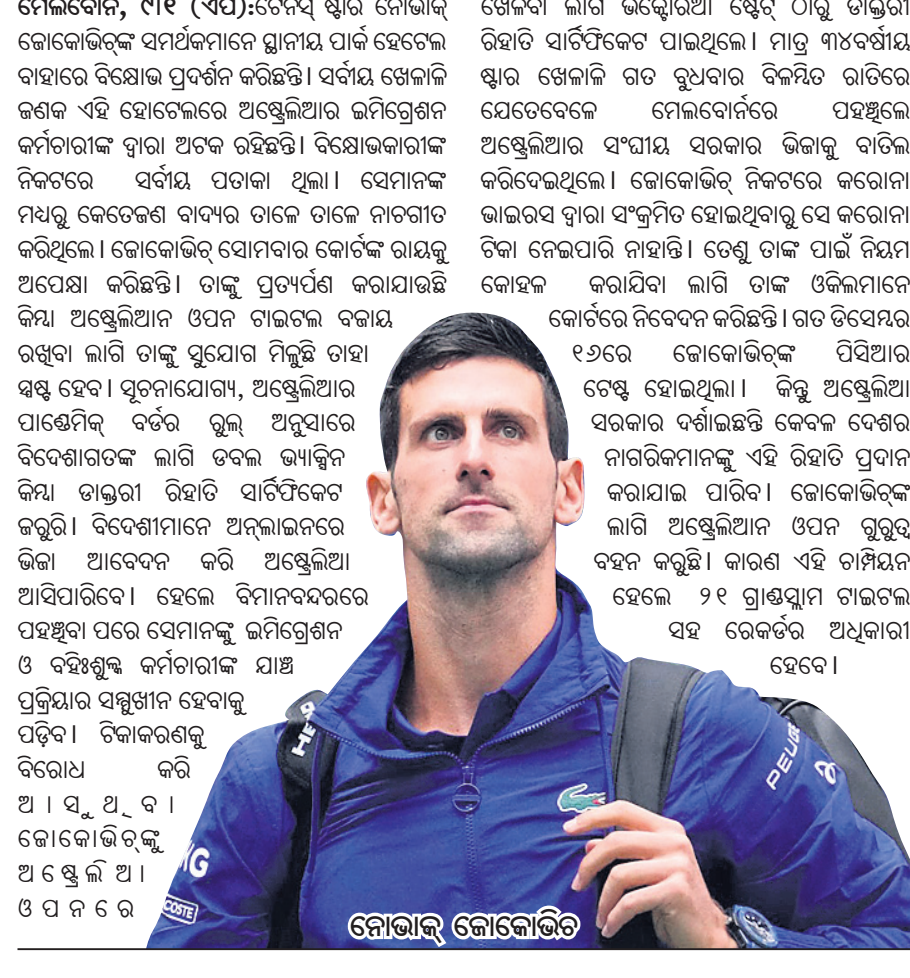 ମେଲବୋର୍ନ, ୯।୧ (ଏପି):ଟେନିସ୍ ଷ୍ଟାର ନୋଭାକ୍
ଜୋକୋଭିଚ୍‌ଙ୍କ ସମର୍ଥକମାନେ ସ୍ଥାନୀୟ ପାର୍କ ହେଟେଲ
ବାହାରେ ବିକ୍ଷୋଭ ପ୍ରଦର୍ଶନ କରିଛନ୍ତି। ସର୍ବୀୟ ଖେଳାଳି
ଜଣକ ଏହି ହୋଟେଲରେ ଅଷ୍ଟ୍ରେଲିଆର ଇମିଗ୍ରେଶନ
କର୍ମଚାରୀଙ୍କ ଦ୍ୱାରା ଅଟକ ରହିଛନ୍ତି। ବିକ୍ଷୋଭକାରୀଙ୍କ
ନିକଟରେ ସର୍ବୀୟ ପତାକା ଥିଲା। ସେମାନଙ୍କ
ମଧ୍ୟରୁ କେତେଜଣ ବାଦ୍ୟର ତାଳେ ତାଳେ ନାଚଗୀତ
କରିଥିଲେ। ଜୋକୋଭିଚ୍ ସୋମବାର କୋର୍ଟଙ୍କ ରାୟକୁ
ଅପେକ୍ଷା କରିଛନ୍ତି। ତାଙ୍କୁ ପ୍ରତ୍ୟର୍ପଣ କରାଯାଉଛି
କିମ୍ବା ଅଷ୍ଟ୍ରେଲିଆନ ଓପନ ଟାଇଟଲ ବଜାୟ
ରଖିବା ଲାଗି ତାଙ୍କୁ ସୁଯୋଗ ମିଳୁଛି ତାହା
ସ୍ପଷ୍ଟ ହେବ। ସୂଚନାଯୋଗ୍ୟ, ଅଷ୍ଟ୍ରେଲିଆର
ପାଣ୍ଡେମିକ୍ ବର୍ଡର ରୁଲ୍ ଅନୁସାରେ
ବିଦେଶାଗତଙ୍କ ଲାଗି ଡବଲ ଭ୍ୟାକ୍ସିନ
କିମ୍ବା ଡାକ୍ତରୀ ରିହାତି ସାର୍ଟିଫିକେଟ
ଜରୁରି। ବିଦେଶୀମାନେ ଅନ୍‌ଲାଇନରେ
ଭିଜା ଆବେଦନ କରି ଅଷ୍ଟ୍ରେଲିଆ
ଆସିପାରିବେ। ହେଲେ ବିମାନବନ୍ଦରରେ
ପହଞ୍ଚିବା ପରେ ସେମାନଙ୍କୁ ଇମିଗ୍ରେଶନ
ଓ ବହିଃଶୁଳ୍କ କର୍ମଚାରୀଙ୍କ ଯାଞ୍ଚ
ପ୍ରକ୍ରିୟାର ସମ୍ମୁଖୀନ ହେବାକୁ
ପଡ଼ିବ। ଟିକାକରଣକୁ
ବିରୋଧ କରି
ଆସୁଥିବା
ଜୋକୋଭିଚ୍‌ଙ୍କୁ
ଅଷ୍ଟ୍ରେଲିଆ
ଓପନରେ
ଖେଳିବା ଲାଗି ଭିକ୍ଟୋରିଆ ଷ୍ଟେଟ୍ ଠାରୁ ଡାକ୍ତରୀ
ରିହାତି ସାର୍ଟିଫିକେଟ ପାଇଥିଲେ। ମାତ୍ର ୩୪ବର୍ଷୀୟ
ଷ୍ଟାର ଖେଳାଳି ଗତ ବୁଧବାର ବିଳମ୍ବିତ ରାତିରେ
ଯେତେବେଳେ ମେଲବୋର୍ନରେ ପହଞ୍ଚିଲେ
ଅଷ୍ଟ୍ରେଲିଆର ସଂଘୀୟ ସରକାର ଭିଜାକୁ ବାତିଲ
କରିଦେଇଥିଲେ। ଜୋକୋଭିଚ୍ ନିକଟରେ କରୋନା
ଭାଇରସ ଦ୍ୱାରା ସଂକ୍ରମିତ ହୋଇଥିବାରୁ ସେ କରୋନା
ଟିକା ନେଇପାରି ନାହାନ୍ତି। ତେଣୁ ତାଙ୍କ ପାଇଁ ନିୟମ
କୋହଳ କରାଯିବା ଲାଗି ତାଙ୍କ ଓକିଲମାନେ
କୋର୍ଟରେ ନିବେଦନ କରିଛନ୍ତି। ଗତ ଡିସେମ୍ବର
୧୬ରେ ଜୋକୋଭିଚ୍‌ଙ୍କ ପିସିଆର
ଟେଷ୍ଟ ହୋଇଥିଲା। କିନ୍ତୁ ଅଷ୍ଟ୍ରେଲିଆ
ସରକାର ଦର୍ଶାଇଛନ୍ତି କେବଳ ଦେଶର
ନାଗରିକମାନଙ୍କୁ ଏହି ରିହାତି ପ୍ରଦାନ
କରାଯାଇ ପାରିବ। ଜୋକୋଭିଚ୍‌ଙ୍କ
ଲାଗି ଅଷ୍ଟ୍ରେଲିଆନ ଓପନ ଗୁରୁତ୍ୱ
ବହନ କରୁଛି। କାରଣ ଏହି ଚାମ୍ପିୟନ
ହେଲେ ୨୧ ଗ୍ରାଣ୍ଡସ୍ଲାମ ଟାଇଟଲ
ସହ ରେକର୍ଡର ଅଧିକାରୀ
ହେବେ।
HEA
PEUGE
COSTE
ନୋଭାକ୍ ଜୋକୋଭିଚ